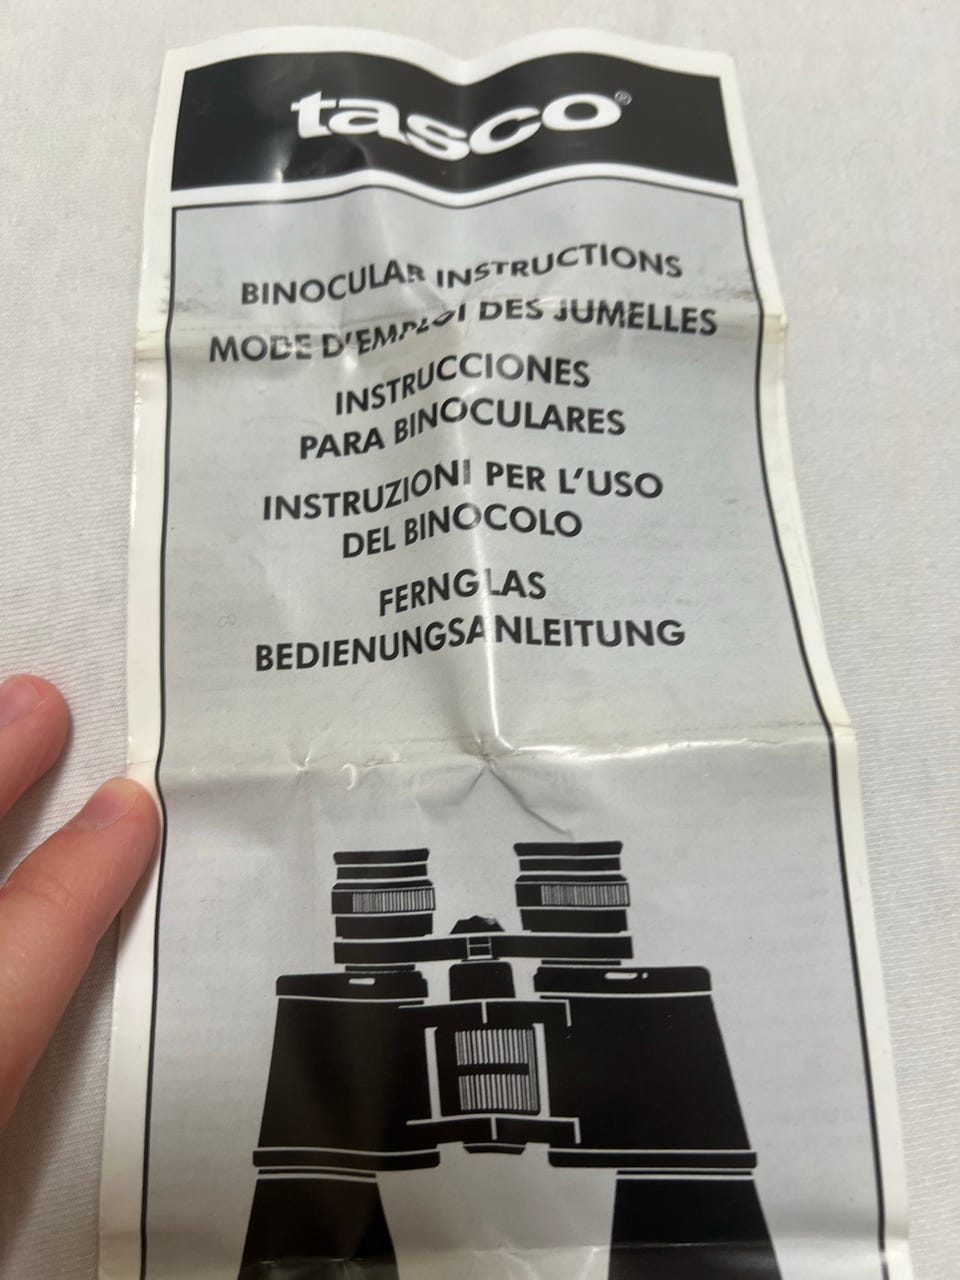 tasco®
BINOCULAR INSTRUCTIONS
MODE D'EMPLOI DES JUMELLES
INSTRUCCIONES
PARA BINOCULARES
INSTRUZIONI PER L'USO
DEL BINOCOLO
FERNGLAS
BEDIENUNGSANLEITUNG